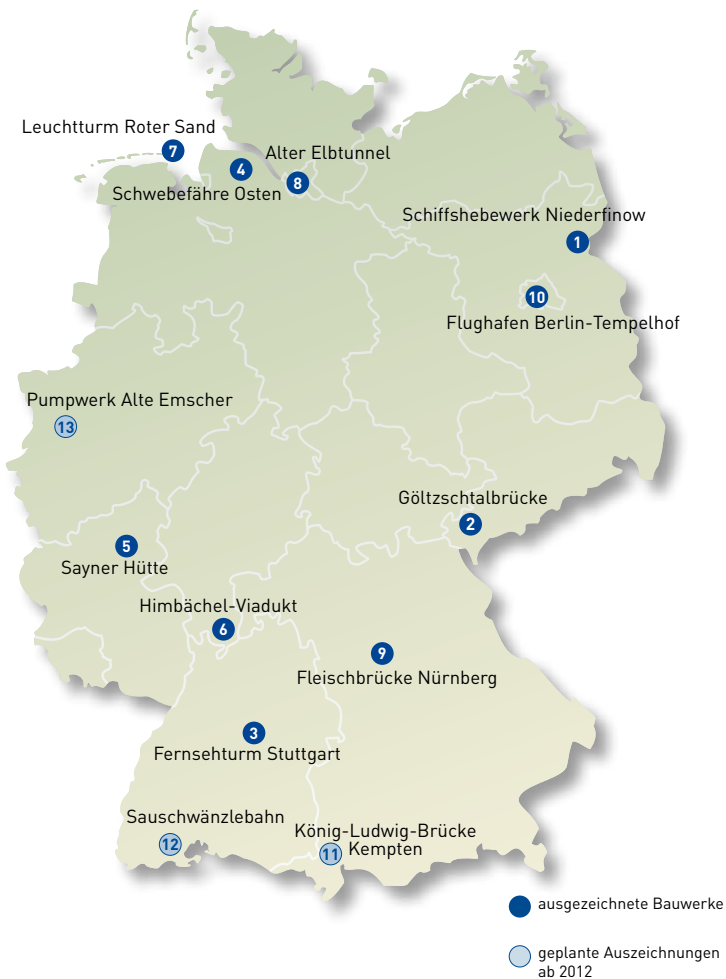 Leuchtturm Roter Sand
7
Alter Elbtunnel
4
8
Schwebefähre Osten
Schiffshebewerk Niederfinow
1
10
Flughafen Berlin-Tempelhof
Pumpwerk Alte Emscher
13
Göltzschtalbrücke
2
5
Sayner Hütte
Himbächel-Viadukt
6
9
Fleischbrücke Nürnberg
3
Fernsehturm Stuttgart
Sauschwänzlebahn
12
König-Ludwig-Brücke
Kempten
11
ausgezeichnete Bauwerke
geplante Auszeichnungen
ab 2012